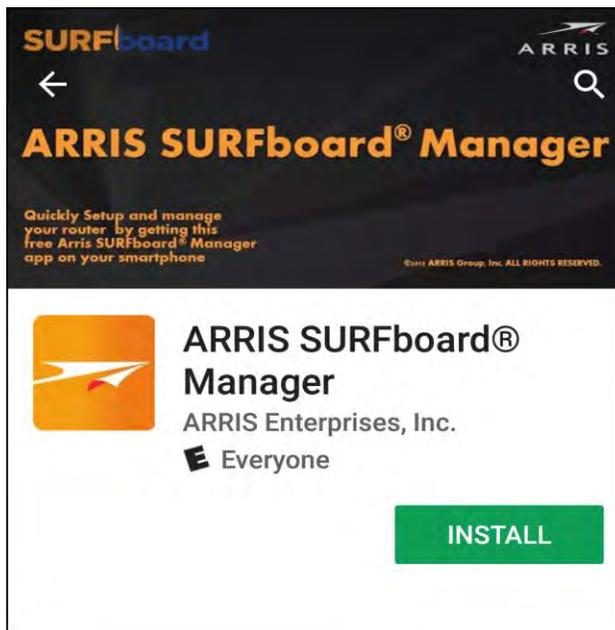 SURFboard
ARRIS
ARRIS SURFboard® Manager
Quickly Setup and manage
your router by getting this
free Arris SURFboard® Manager
app on your smartphone
ARRIS Group, Inc. ALL RIGHTS RESERVED.
ARRIS SURFboard®
Manager
ARRIS Enterprises, Inc.
E Everyone
INSTALL